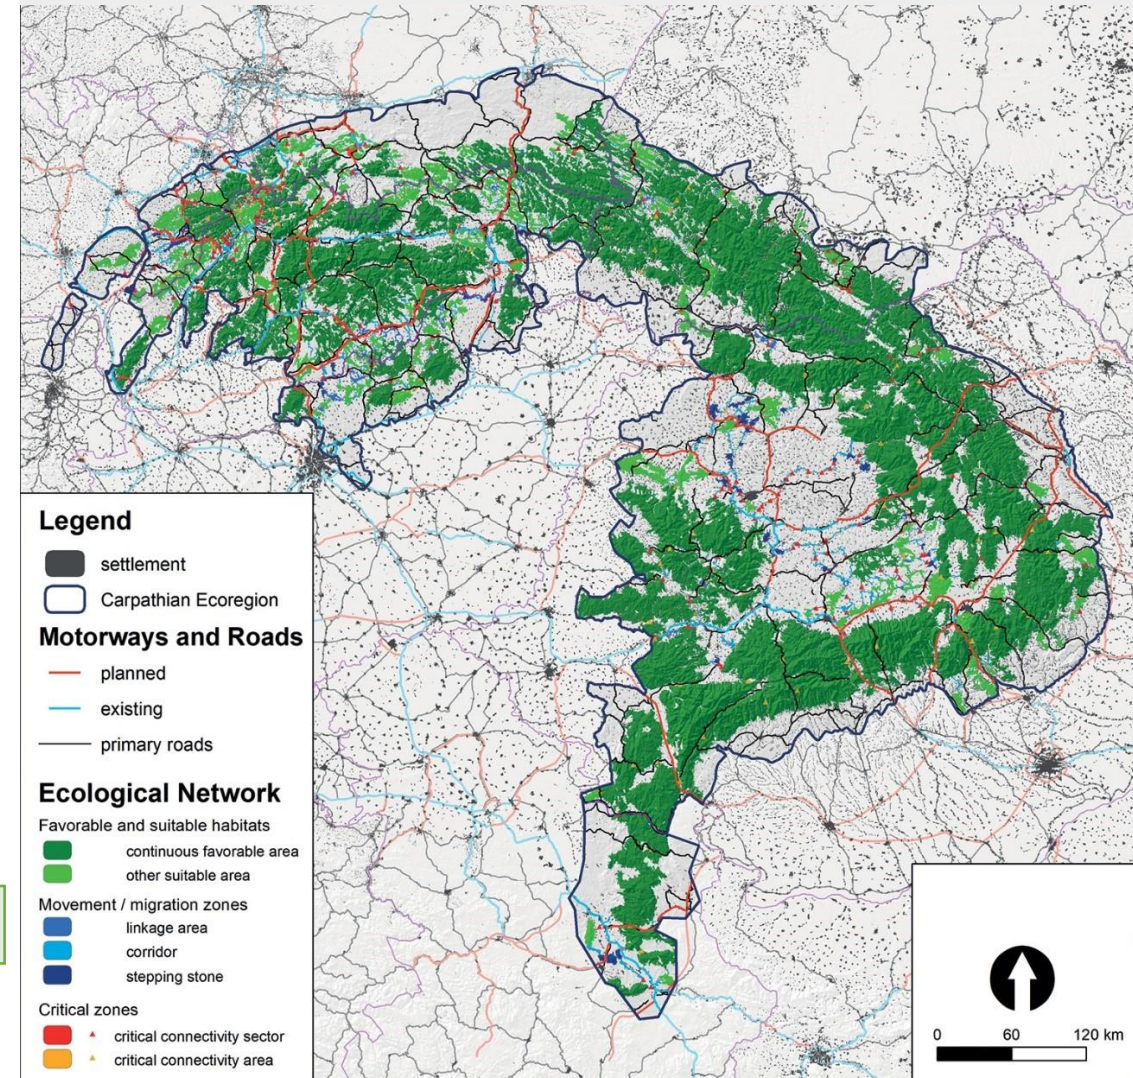 Legend
settlement
Carpathian Ecoregion
Motorways and Roads
planned
existing
primary roads
Ecological Network
Favorable and suitable habitats
continuous favorable area
other suitable area
Movement / migration zones
linkage area
corridor
stepping stone
Critical zones
critical connectivity sector
critical connectivity area
0 60 120 km